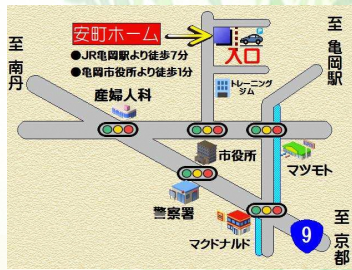 安町ホーム
●JR亀岡駅より徒歩7分
●亀岡市役所より徒歩1分
入口
至亀岡駅
至南丹
トレーニング
ジム
産婦人科
市役所
マツモト
警察署
マクドナルド
9
至京都